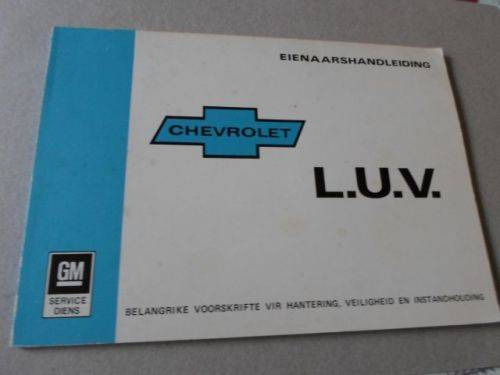 EIENAARSHANDLEIDING
CHEVROLET
L.U.V.
GM
SERVICE
DIENS
BELANGRIKE VOORSKRIFTE VIR HANTERING, VEILIGHEID EN INSTANDHOUDING